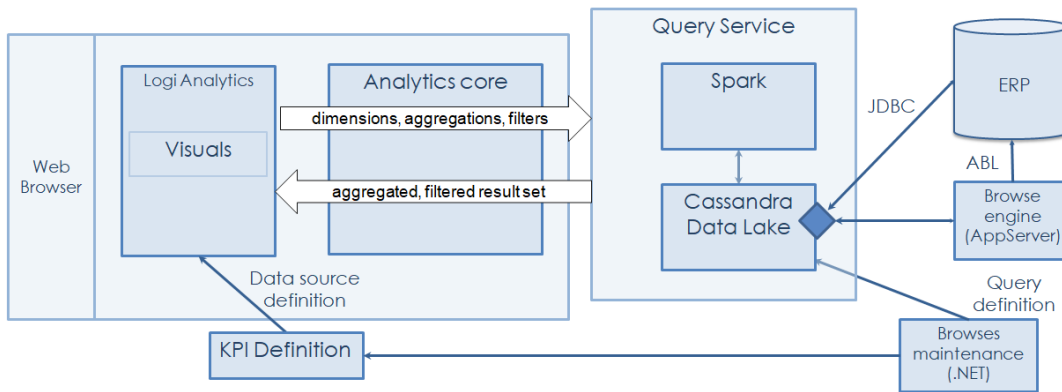 Query Service
Web
Browser
Logi Analytics
Visuals
Analytics core
dimensions, aggregations, filters
aggregated, filtered result set
Spark
Cassandra
Data Lake
JDBC
ERP
ABL
Browse
engine
(AppServer)
Data source
definition
Query
definition
KPI Definition
Browses
maintenance
(.NET)